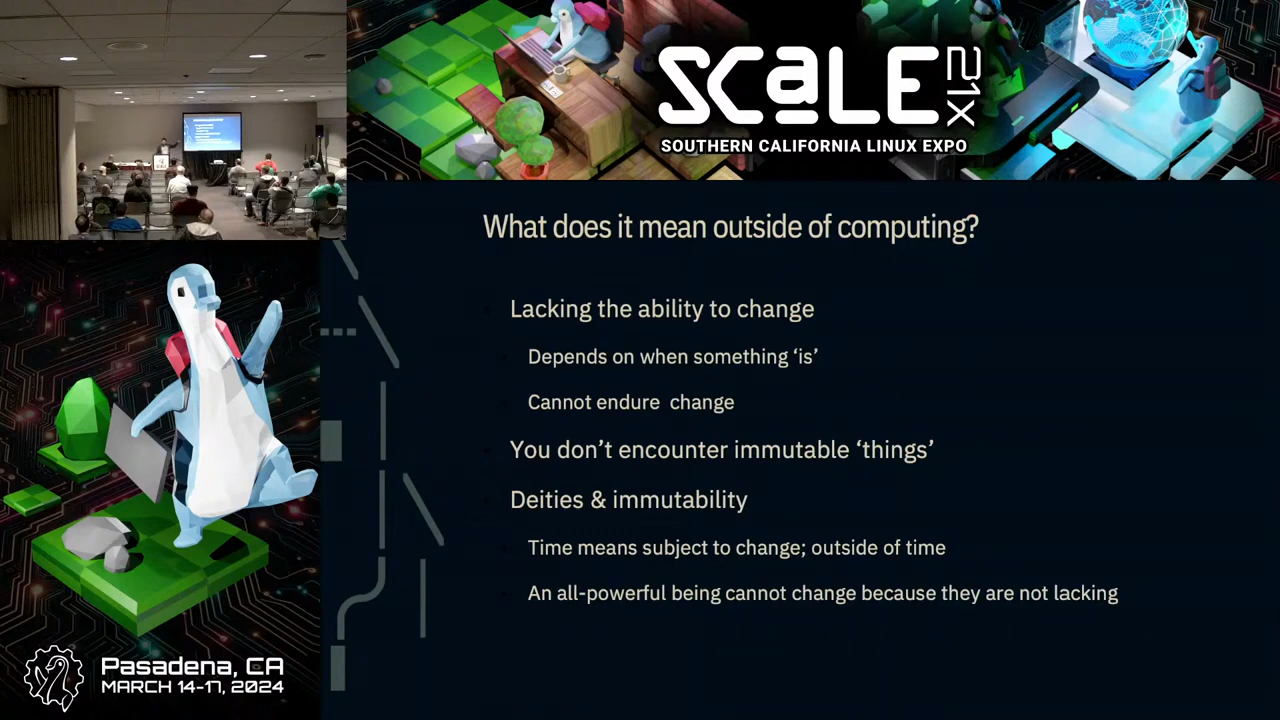 SCaLE 21X
SOUTHERN CALIFORNIA LINUX EXPO
What does it mean outside of computing?
Lacking the ability to change
Depends on when something ‘is’
Cannot endure change
You don’t encounter immutable ‘things’
Deities & immutability
Time means subject to change; outside of time
An all-powerful being cannot change because they are not lacking
Pasadena, CA
MARCH 14-17, 2024